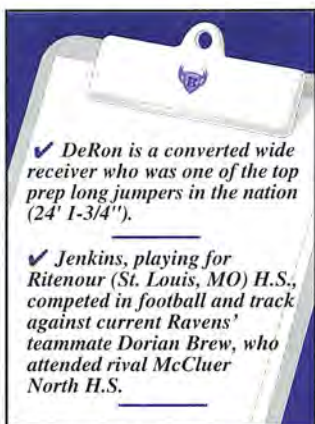 ✔ DeRon is a converted wide
receiver who was one of the top
prep long jumpers in the nation
(24' 1-3/4").
✔ Jenkins, playing for
Ritenour (St. Louis, MO) H.S.,
competed in football and track
against current Ravens'
teammate Dorian Brew, who
attended rival McCluer
North H.S.